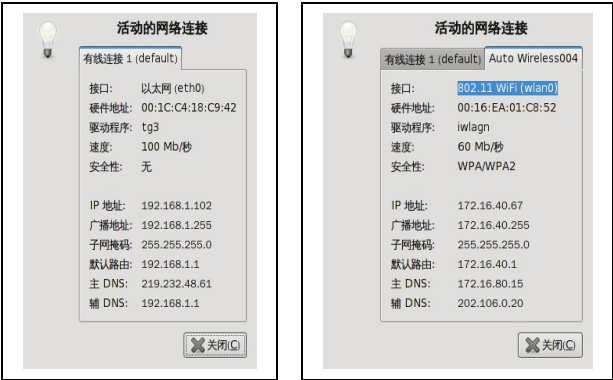 活动的网络连接
有线连接 1 (default)
接口: 以太网 (eth0)
硬件地址: 00:1C:C4:18:C9:42
驱动程序: tg3
速度: 100 Mb/秒
安全性: 无
IP 地址: 192.168.1.102
广播地址: 192.168.1.255
子网掩码: 255.255.255.0
默认路由: 192.168.1.1
主 DNS: 219.232.48.61
辅 DNS: 192.168.1.1
关闭(C)
活动的网络连接
有线连接 1 (default) Auto Wireless004
接口: 802.11 WiFi (wlan0)
硬件地址: 00:16:EA:01:C8:52
驱动程序: iwlagn
速度: 60 Mb/秒
安全性: WPA/WPA2
IP 地址: 172.16.40.67
广播地址: 172.16.40.255
子网掩码: 255.255.255.0
默认路由: 172.16.40.1
主 DNS: 172.16.80.15
辅 DNS: 202.106.0.20
关闭(C)